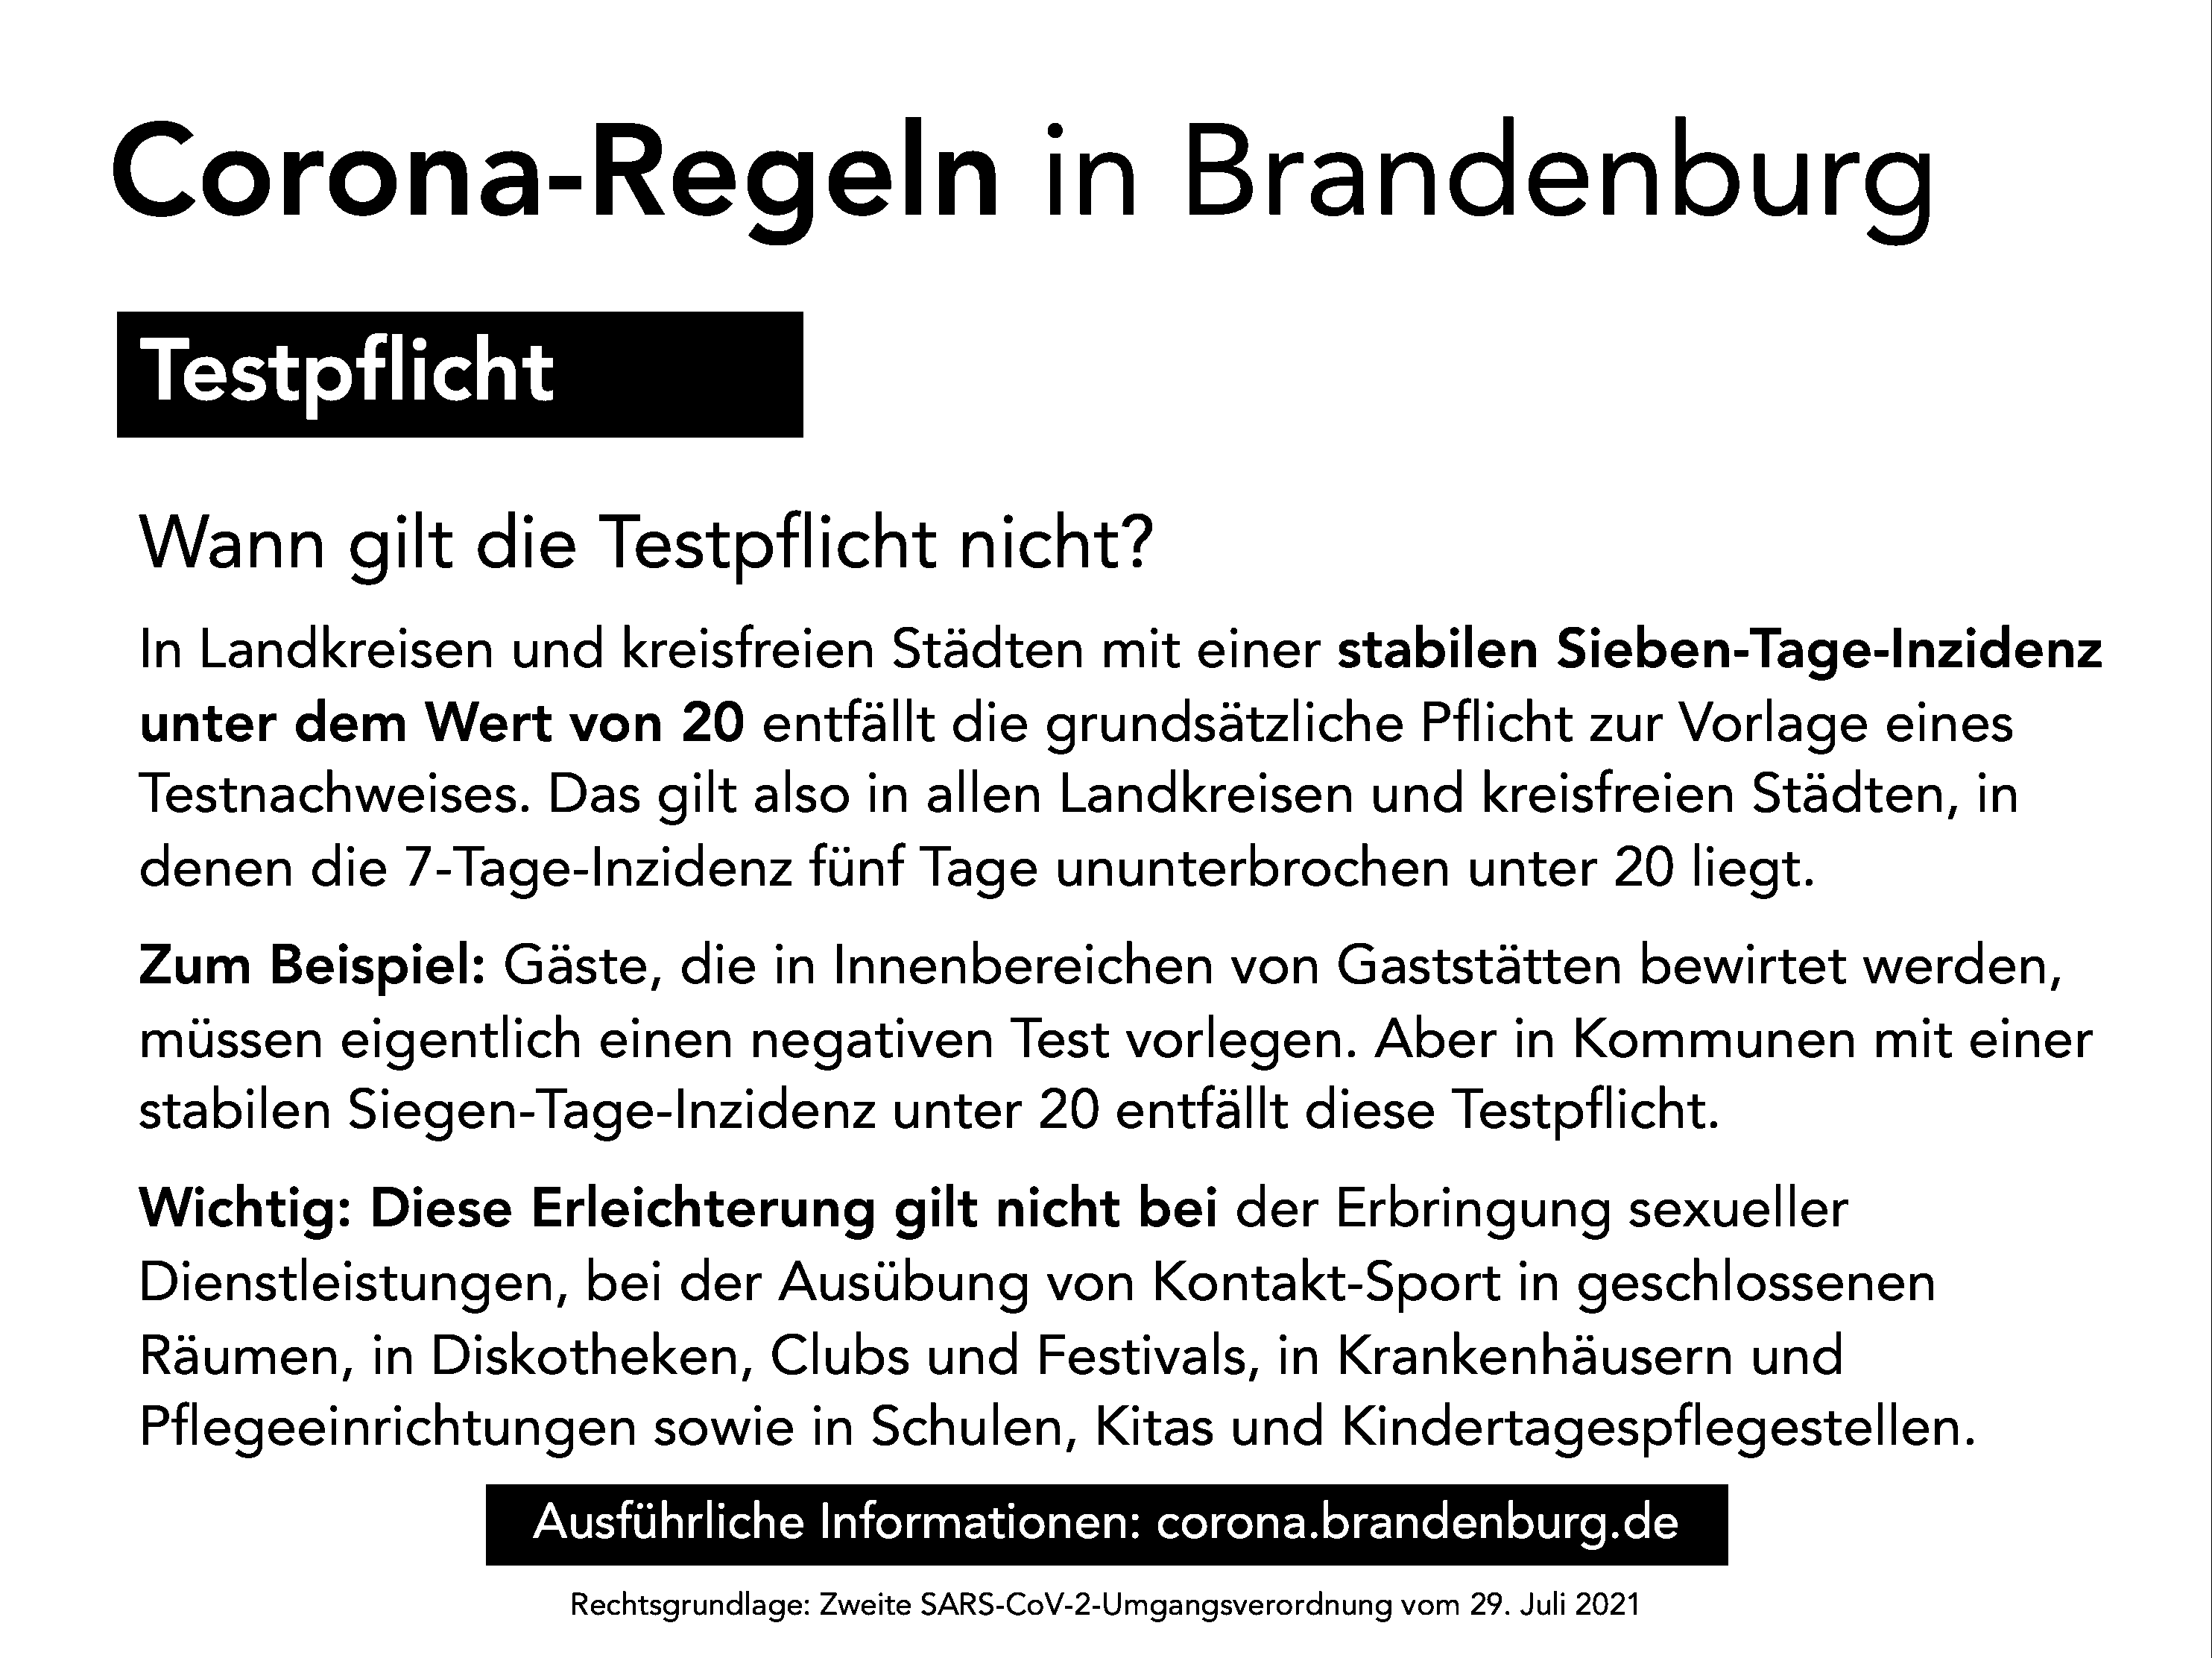 Corona-Regeln in Brandenburg
Testpflicht
Wann gilt die Testpflicht nicht?
In Landkreisen und kreisfreien Städten mit einer stabilen Sieben-Tage-Inzidenz
unter dem Wert von 20 entfällt die grundsätzliche Pflicht zur Vorlage eines
Testnachweises. Das gilt also in allen Landkreisen und kreisfreien Städten, in
denen die 7-Tage-Inzidenz fünf Tage ununterbrochen unter 20 liegt.
Zum Beispiel: Gäste, die in Innenbereichen von Gaststätten bewirtet werden,
müssen eigentlich einen negativen Test vorlegen. Aber in Kommunen mit einer
stabilen Siegen-Tage-Inzidenz unter 20 entfällt diese Testpflicht.
Wichtig: Diese Erleichterung gilt nicht bei der Erbringung sexueller
Dienstleistungen, bei der Ausübung von Kontakt-Sport in geschlossenen
Räumen, in Diskotheken, Clubs und Festivals, in Krankenhäusern und
Pflegeeinrichtungen sowie in Schulen, Kitas und Kindertagespflegestellen.
Ausführliche Informationen: corona.brandenburg.de
Rechtsgrundlage: Zweite SARS-CoV-2-Umgangsverordnung vom 29. Juli 2021